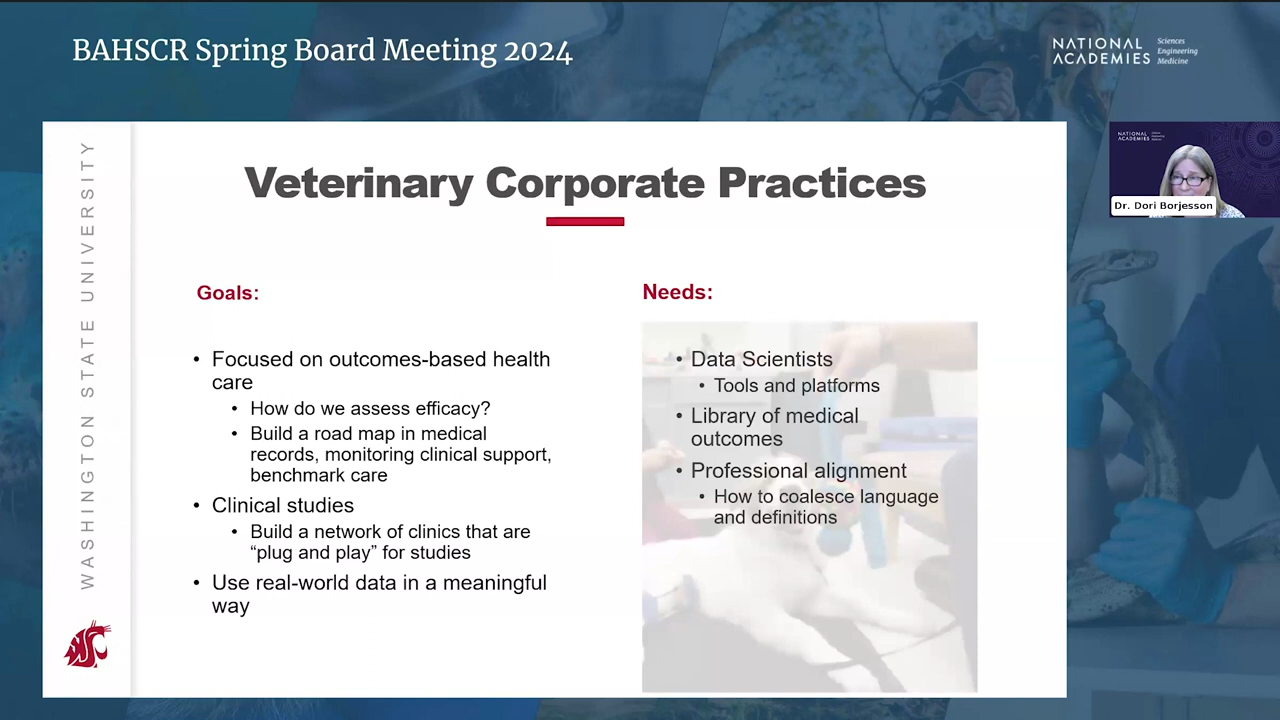 BAHSCR Spring Board Meeting 2024
NATIONAL ACADEMIES
Sciences
Engineering
Medicine
WASHINGTON STATE UNIVERSITY
Veterinary Corporate Practices
Goals:
• Focused on outcomes-based health
care
• How do we assess efficacy?
• Build a road map in medical
records, monitoring clinical support,
benchmark care
• Clinical studies
• Build a network of clinics that are
“plug and play” for studies
• Use real-world data in a meaningful
way
Needs:
• Data Scientists
• Tools and platforms
• Library of medical
outcomes
• Professional alignment
• How to coalesce language
and definitions
NATIONAL
ACADEMIES
Dr. Dori Borjesson